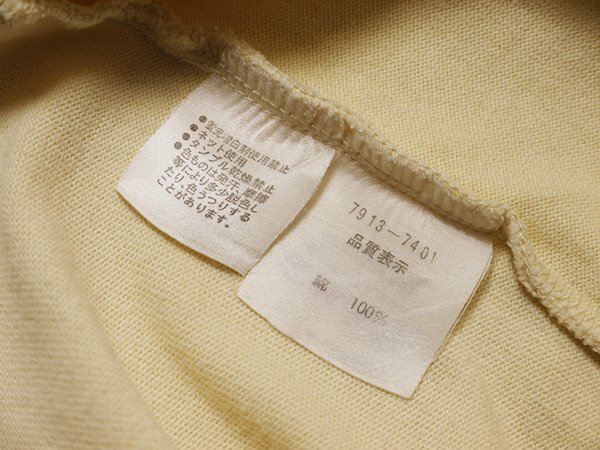 ●蛍光増白剤使用禁止
●ネット使用
●タンブル乾燥禁止
●色ものは発汗、摩擦
等により多少脱色し
たり、色うつりする
ことがあります。
7913-7401
品質表示
綿 100%